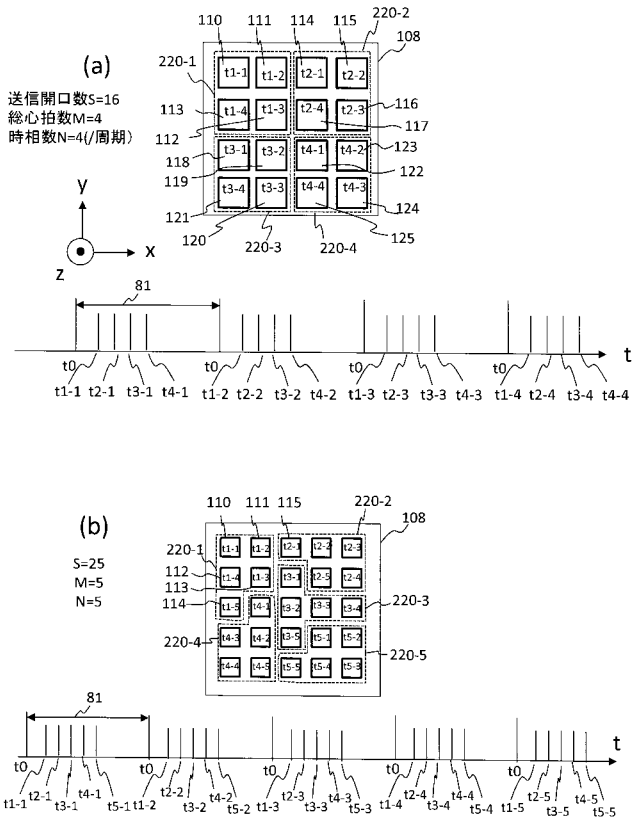 110 111 114 115 220-2
108
(a)
220-1
t1-1 t1-2 t2-1 t2-2
送信開口数S=16
総心拍数M=4
時相数N=4(/周期)
113 t1-4 t1-3 t2-4 t2-3 116
112 117
118 t3-1 t3-2 t4-1 t4-2 123
119 122
t3-4 t3-3 t4-4 t4-3
121 124
120 220-3 220-4 125
y
x
z
81
t
t0 t0 t0 t0
t1-1 t2-1 t3-1 t4-1 t1-2 t2-2 t3-2 t4-2 t1-3 t2-3 t3-3 t4-3 t1-4 t2-4 t3-4 t4-4
110 111 115 220-2
108
(b)
S=25
M=5
N=5
220-1
t1-1 t1-2 t2-1 t2-2 t2-3
112 t1-4 t1-3 t3-1 t2-5 t2-4
113
114 t1-5 t4-1 t3-2 t3-3 t3-4 220-3
220-4 t4-3 t4-2 t3-5 t5-1 t5-2
220-5
t4-4 t4-5 t5-5 t5-4 t5-3
81
t
t0 t0 t0 t0 t0
t1-1 t2-1 t3-1 t4-1 t5-1 t1-2 t2-2 t3-2 t4-2 t5-2 t1-3 t2-3 t3-3 t4-3 t5-3 t1-4 t2-4 t3-4 t4-4 t5-4 t1-5 t2-5 t3-5 t4-5 t5-5